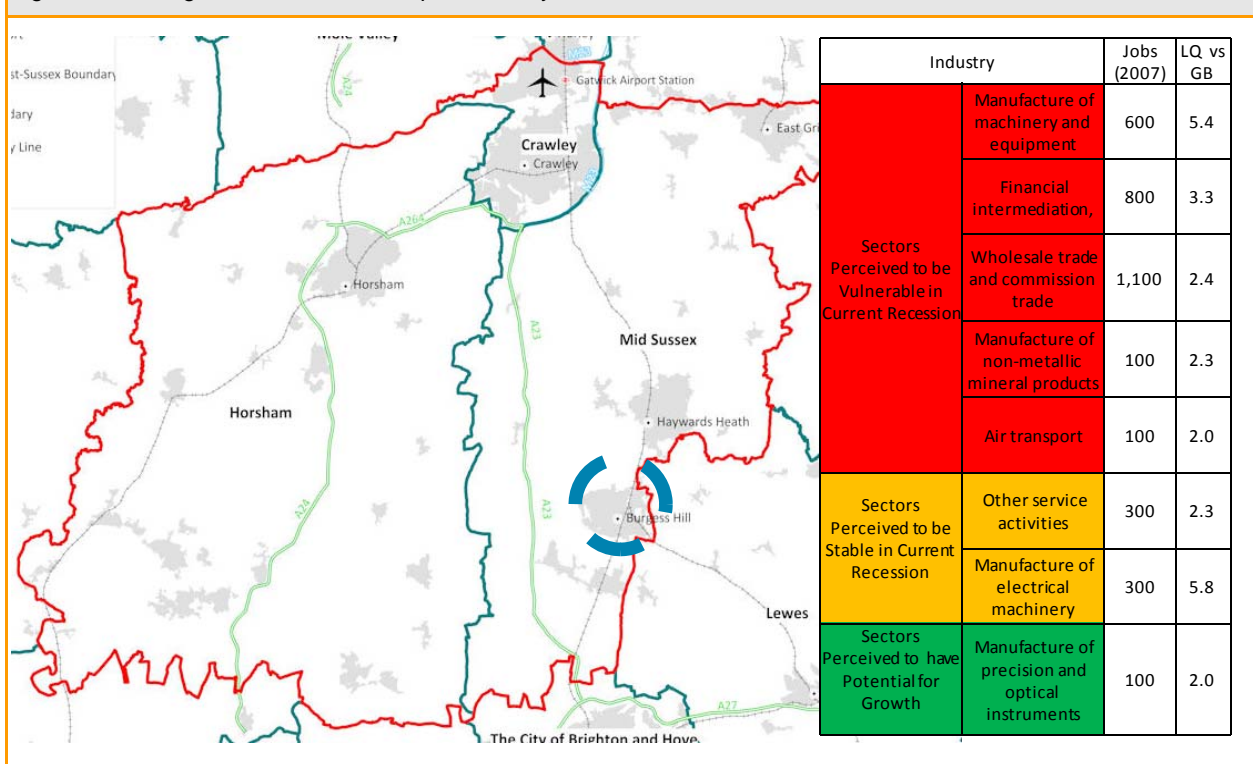 st-Sussex Boundary
dary
y Line
Mole Valley
A24
M23
Gatwick Airport Station
East Gri
Crawley
Crawley
A264
Horsham
A23
Mid Sussex
Horsham
Haywards Heath
A24
A23
Burgess Hill
Lewes
A27
The City of Brighton and Hove
Industry
Jobs
(2007)
LQ vs
GB
Sectors
Perceived to be
Vulnerable in
Current Recession
Manufacture of
machinery and
equipment
600
5.4
Financial
intermediation,
800
3.3
Wholesale trade
and commission
trade
1,100
2.4
Manufacture of
non-metallic
mineral products
100
2.3
Air transport
100
2.0
Sectors
Perceived to be
Stable in Current
Recession
Other service
activities
300
2.3
Manufacture of
electrical
machinery
300
5.8
Sectors
Perceived to have
Potential for
Growth
Manufacture of
precision and
optical
instruments
100
2.0